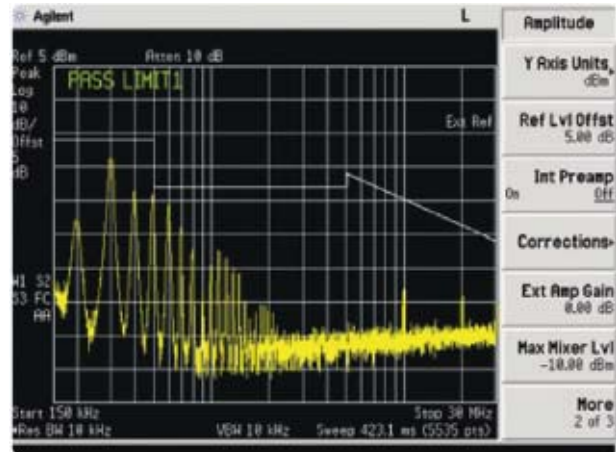 Agilent
L
Ref 5 dBm
Atten 10 dB
Peak
Log
10
dB/
Offst
5
dB
PASS LIMIT1
Ext Ref
W1 S2
S3 FC
AA
Start 150 kHz
Stop 30 MHz
Res BW 10 kHz
VBW 10 kHz
Sweep 423.1 ms (5535 pts)
Amplitude
Y Axis Units
dBm
Ref Lvl Offst
5.00 dB
Int Preamp
On
Off
Corrections
Ext Amp Gain
0.00 dB
Max Mixer Lvl
-10.00 dBm
More
2 of 3